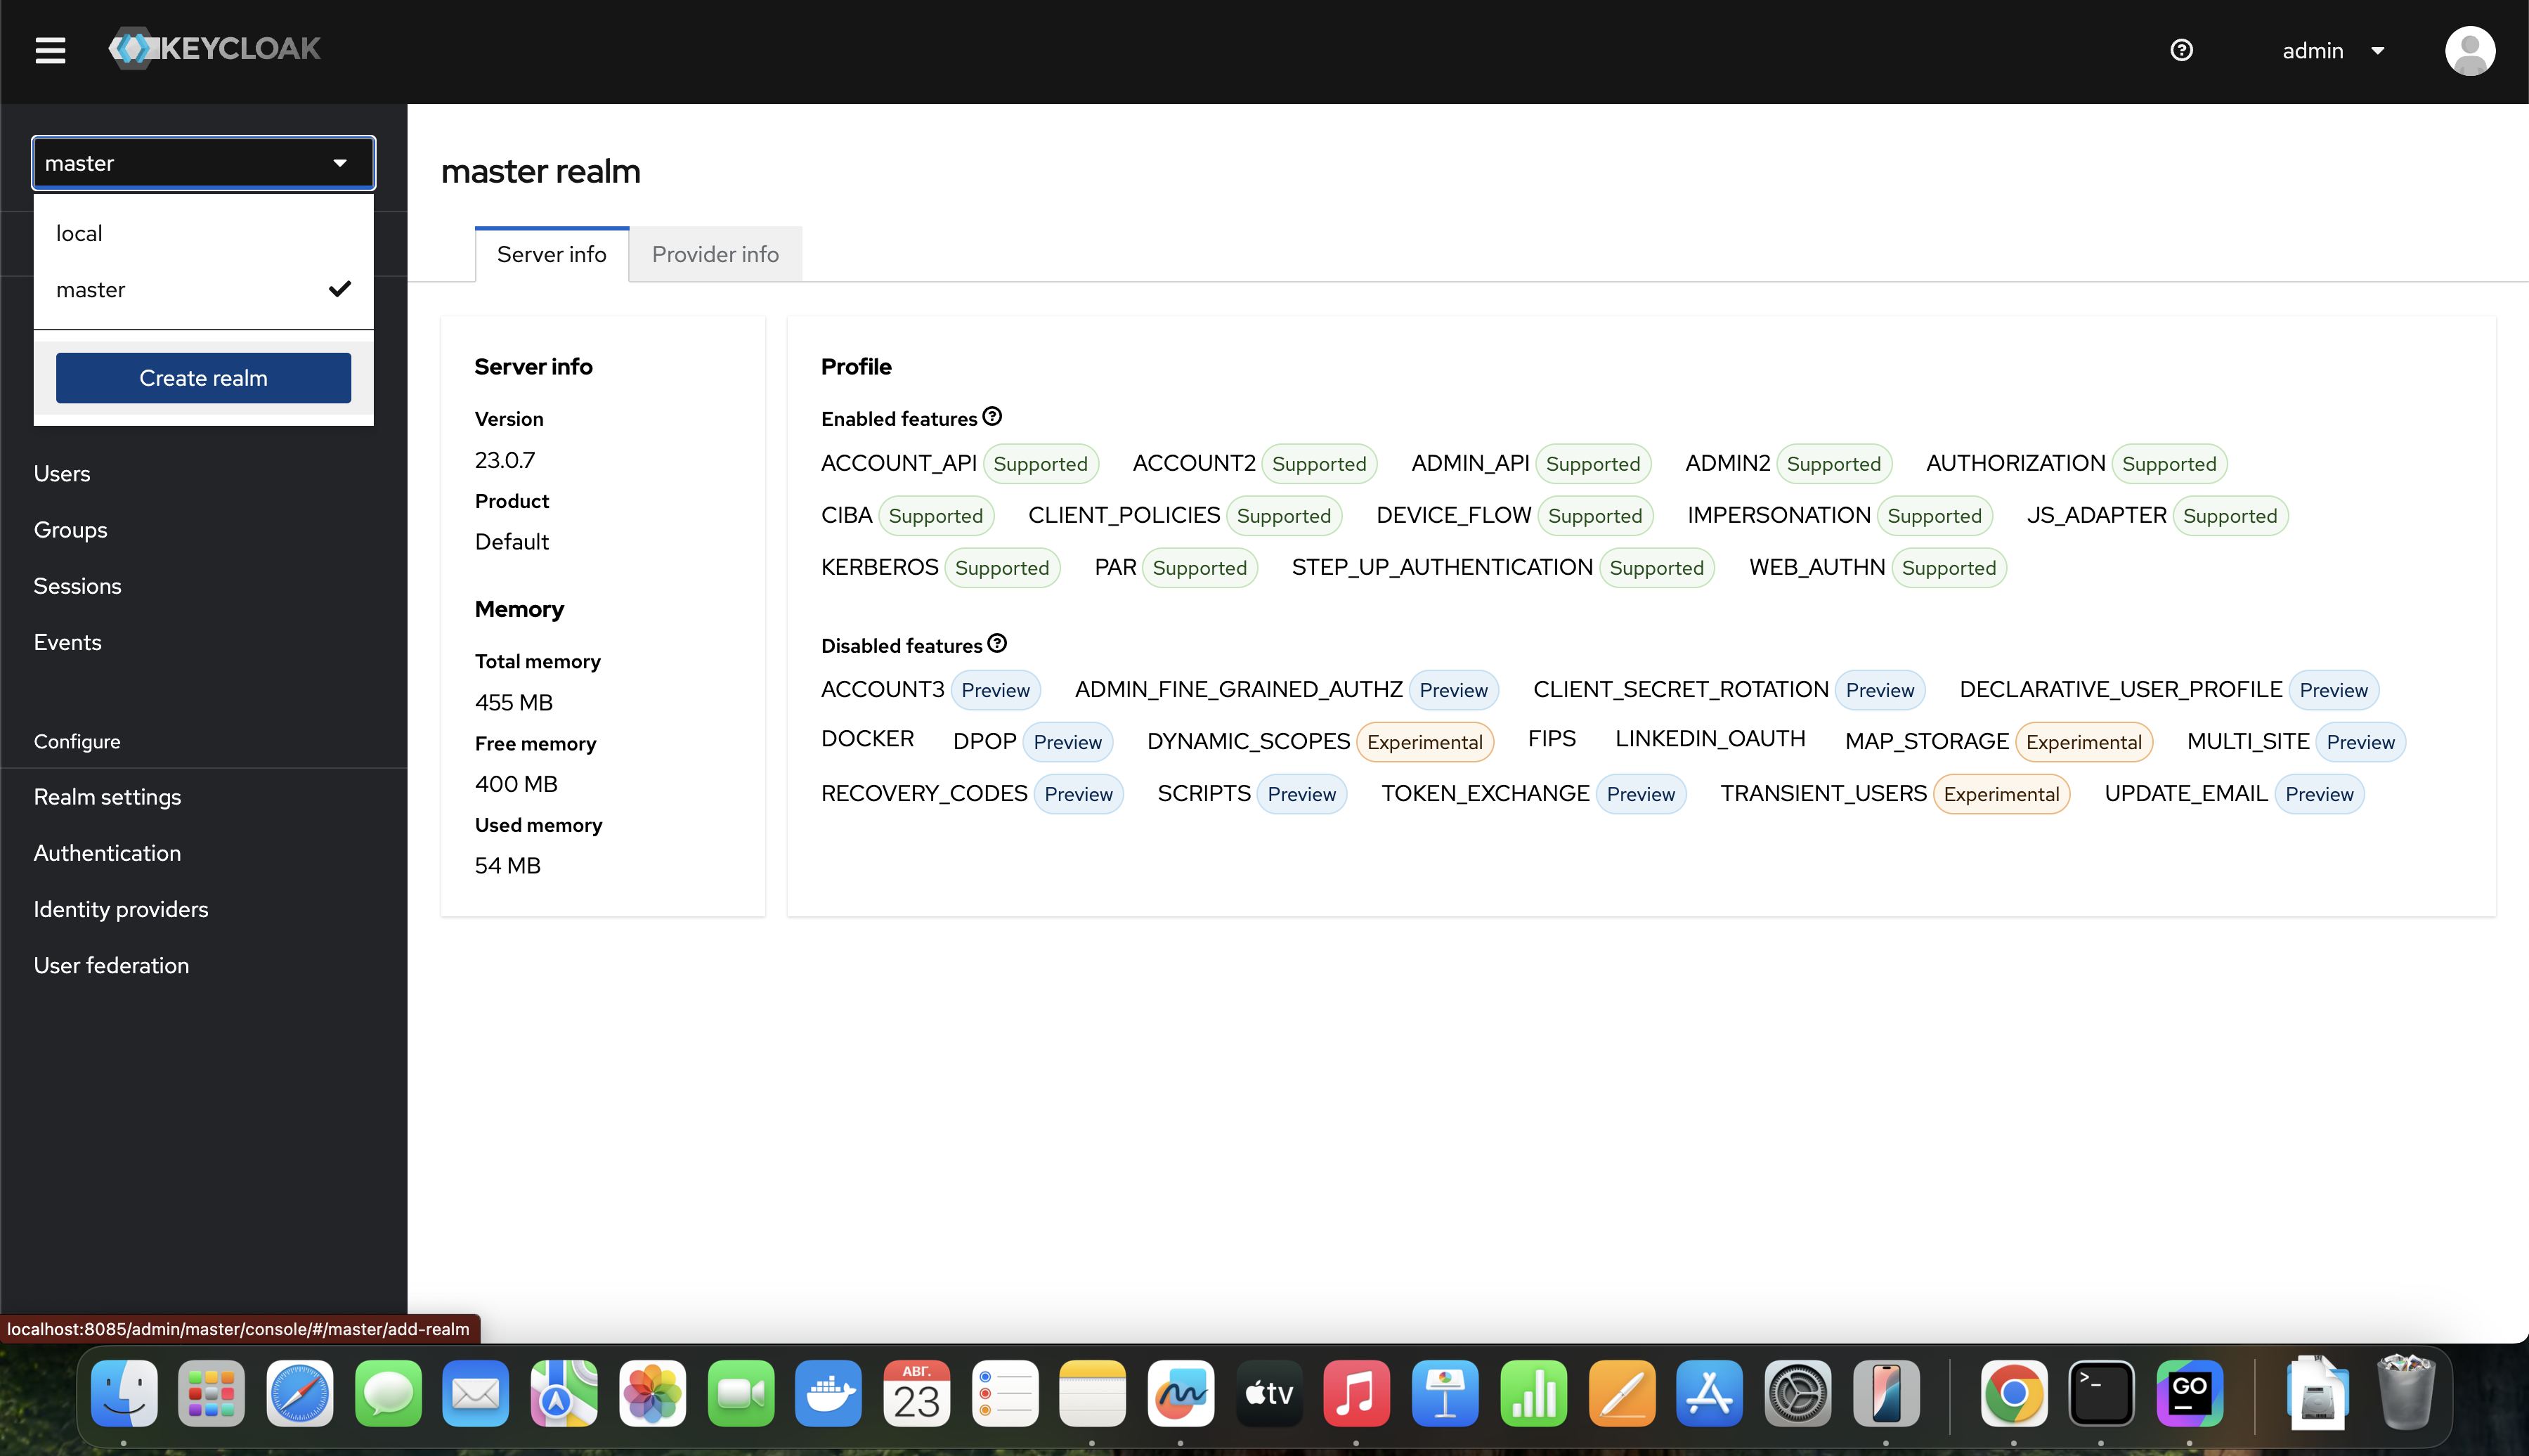 KEYCLOAK
admin
master
local
master
Create realm
Users
Groups
Sessions
Events
Configure
Realm settings
Authentication
Identity providers
User federation
master realm
Server info
Provider info
Server info
Version
23.0.7
Product
Default
Memory
Total memory
455 MB
Free memory
400 MB
Used memory
54 MB
Profile
Enabled features
ACCOUNT_API Supported ACCOUNT2 Supported ADMIN_API Supported ADMIN2 Supported AUTHORIZATION Supported
CIBA Supported CLIENT_POLICIES Supported DEVICE_FLOW Supported IMPERSONATION Supported JS_ADAPTER Supported
KERBEROS Supported PAR Supported STEP_UP_AUTHENTICATION Supported WEB_AUTHN Supported
Disabled features
ACCOUNT3 Preview ADMIN_FINE_GRAINED_AUTHZ Preview CLIENT_SECRET_ROTATION Preview DECLARATIVE_USER_PROFILE Preview
DOCKER DPOP Preview DYNAMIC_SCOPES Experimental FIPS LINKEDIN_OAUTH MAP_STORAGE Experimental MULTI_SITE Preview
RECOVERY_CODES Preview SCRIPTS Preview TOKEN_EXCHANGE Preview TRANSIENT_USERS Experimental UPDATE_EMAIL Preview
localhost:8085/admin/master/console/#/master/add-realm
АВГ.
23
tv
>_
GO